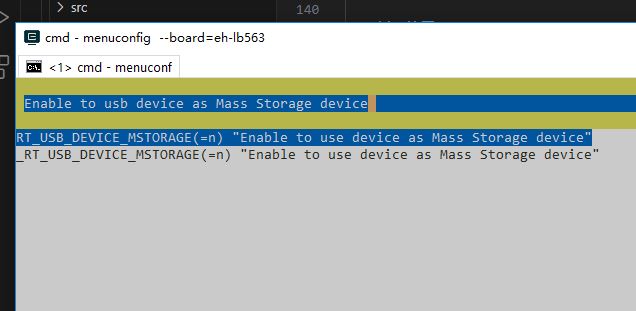 src
140
cmd - menuconfig --board=eh-lb563
<1> cmd - menuconf
Enable to usb device as Mass Storage device
RT_USB_DEVICE_MSTORAGE(=n) "Enable to use device as Mass Storage device"
_RT_USB_DEVICE_MSTORAGE(=n) "Enable to use device as Mass Storage device"